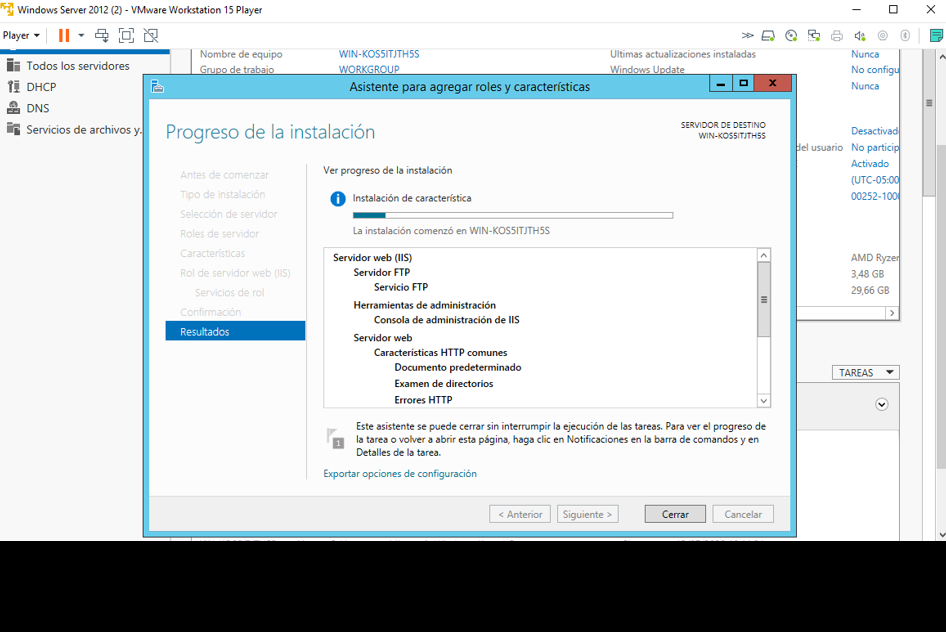 Windows Server 2012 (2) - VMware Workstation 15 Player
Player
Todos los servidores
DHCP
DNS
Servicios de archivos y.
Nombre de equipo
WIN-KOS5ITJTH5S
Grupo de trabajo
WORKGROUP
Últimas actualizaciones instaladas
Nunca
Windows Update
No configu
Nunca
Desactivado
del usuario
No particip
Activado
(UTC-05:00
00252-1000
AMD Ryzen
3,48 GB
29,66 GB
TAREAS
Asistente para agregar roles y características
Progreso de la instalación
SERVIDOR DE DESTINO
WIN-KOS5ITJTH5S
Antes de comenzar
Tipo de instalación
Selección de servidor
Roles de servidor
Características
Rol de servidor web (IIS)
Servicios de rol
Confirmación
Resultados
Ver progreso de la instalación
Instalación de característica
La instalación comenzó en WIN-KOS5ITJTH5S
Servidor web (IIS)
Servidor FTP
Servicio FTP
Herramientas de administración
Consola de administración de IIS
Servidor web
Características HTTP comunes
Documento predeterminado
Examen de directorios
Errores HTTP
1
Este asistente se puede cerrar sin interrumpir la ejecución de las tareas. Para ver el progreso de
la tarea o volver a abrir esta página, haga clic en Notificaciones en la barra de comandos y en
Detalles de la tarea.
Exportar opciones de configuración
< Anterior
Siguiente >
Cerrar
Cancelar